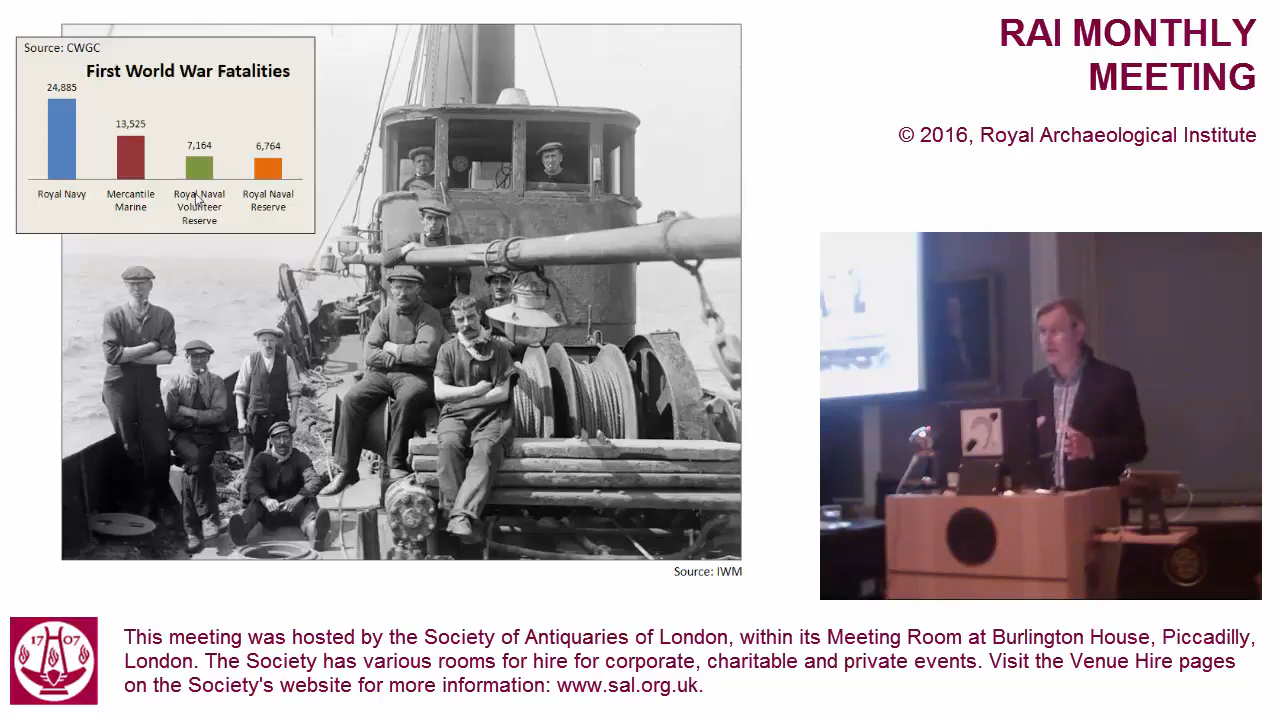 Source: CWGC
First World War Fatalities
24,885
13,525
7,164
6,764
Royal Navy
Mercantile
Marine
Royal Naval
Volunteer
Reserve
Royal Naval
Reserve
Source: IWM
RAI MONTHLY
MEETING
© 2016, Royal Archaeological Institute
17 07
This meeting was hosted by the Society of Antiquaries of London, within its Meeting Room at Burlington House, Piccadilly,
London. The Society has various rooms for hire for corporate, charitable and private events. Visit the Venue Hire pages
on the Society's website for more information: www.sal.org.uk.